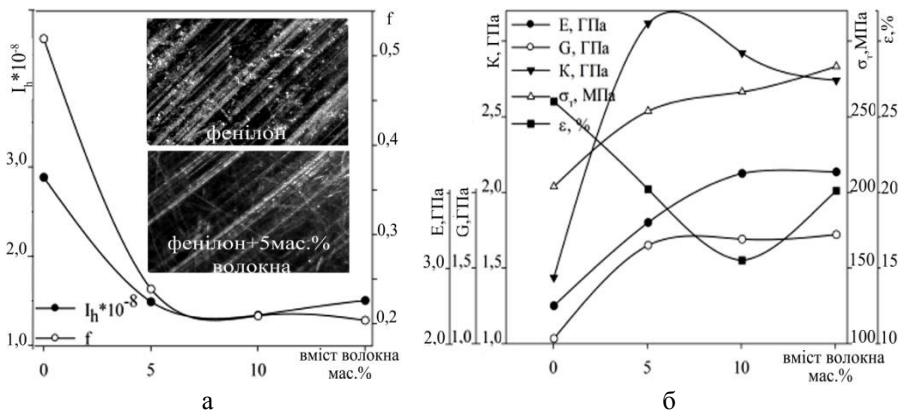 I_h*10^-8
f
0,5
0,4
0,3
0,2
3,0
2,0
1,0
фенілон
фенілон+5мас.%
волокна
I_h*10^-8
f
0
5
10
вміст волокна
мас.%
а
K, ГПа
2,5
2,0
1,5
1,0
E,ГПа
3,0
2,0
G,ГПа
1,5
1,0
E, ГПа
G, ГПа
K, ГПа
σ_т, МПа
ε, %
σ_т, МПа
250
200
150
100
ε,%
25
20
15
10
0
5
10
вміст волокна
мас.%
б